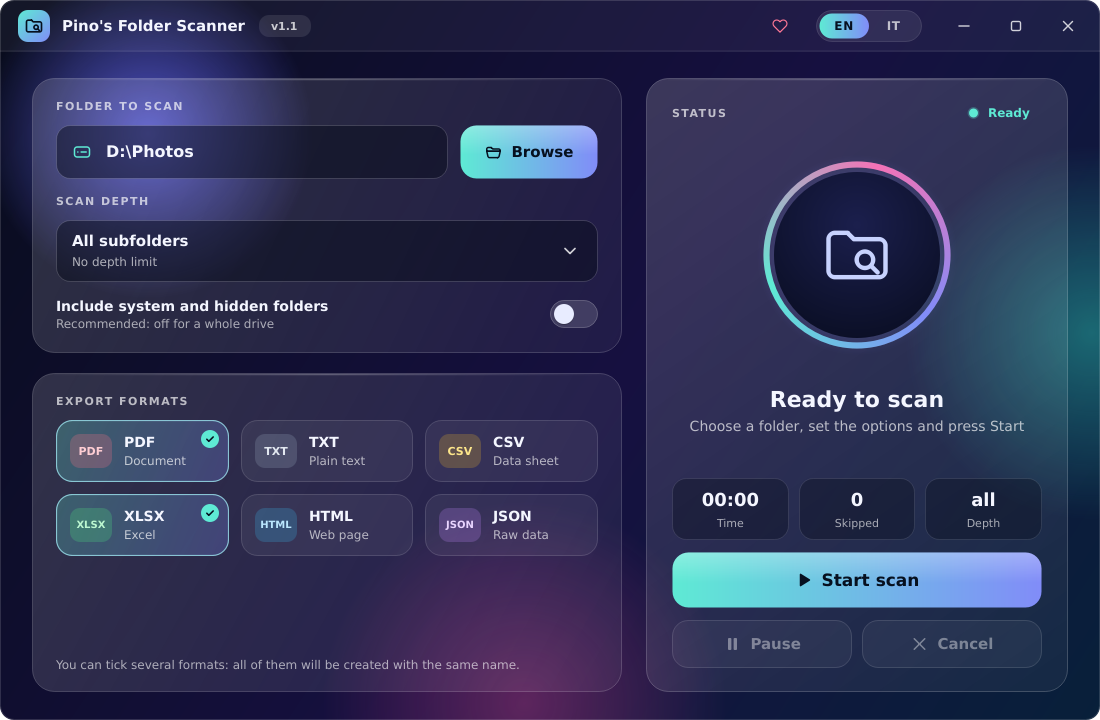 Pino's Folder Scanner
v1.1
EN
IT
FOLDER TO SCAN
D:\Photos
Browse
SCAN DEPTH
All subfolders
No depth limit
Include system and hidden folders
Recommended: off for a whole drive
EXPORT FORMATS
PDF
PDF
Document
TXT
TXT
Plain text
CSV
CSV
Data sheet
XLSX
XLSX
Excel
HTML
HTML
Web page
JSON
JSON
Raw data
You can tick several formats: all of them will be created with the same name.
STATUS
Ready
Ready to scan
Choose a folder, set the options and press Start
00:00
Time
0
Skipped
all
Depth
Start scan
Pause
Cancel